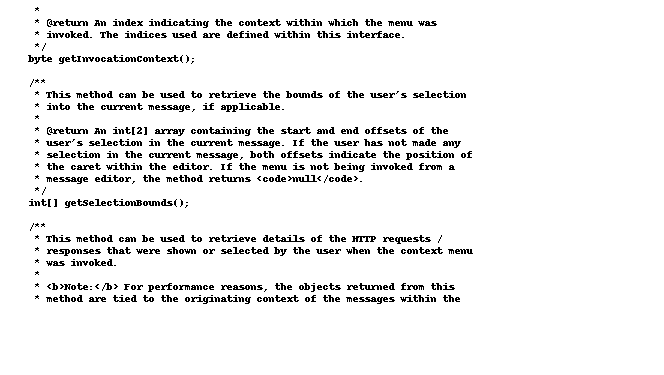 *
* @return An index indicating the context within which the menu was
* invoked. The indices used are defined within this interface.
*/
byte getInvocationContext();
/**
* This method can be used to retrieve the bounds of the user's selection
* into the current message, if applicable.
*
* @return An int[2] array containing the start and end offsets of the
* user's selection in the current message. If the user has not made any
* selection in the current message, both offsets indicate the position of
* the caret within the editor. If the menu is not being invoked from a
* message editor, the method returns <code>null</code>.
*/
int[] getSelectionBounds();
/**
* This method can be used to retrieve details of the HTTP requests /
* responses that were shown or selected by the user when the context menu
* was invoked.
*
* <b>Note:</b> For performance reasons, the objects returned from this
* method are tied to the originating context of the messages within the